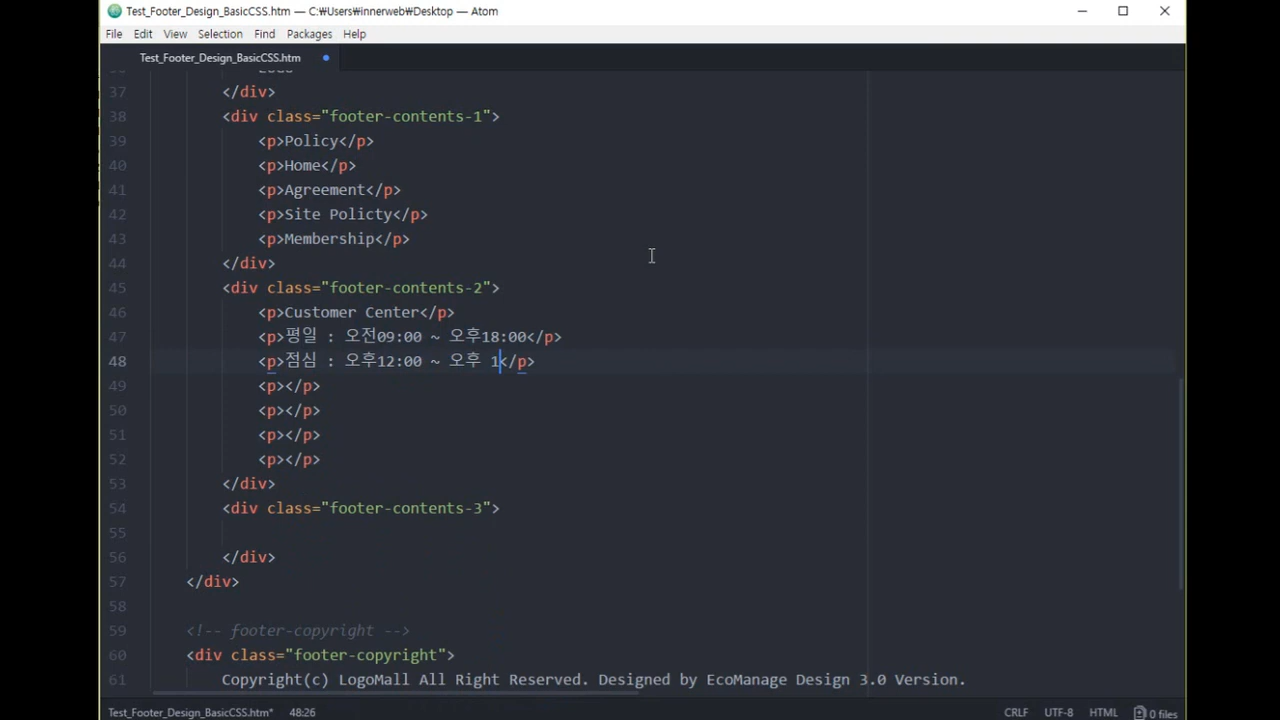 Test_Footer_Design_BasicCSS.htm — C:₩Users₩innerweb₩Desktop — Atom
File Edit View Selection Find Packages Help
Test_Footer_Design_BasicCSS.htm
37 </div>
38 <div class="footer-contents-1">
39 <p>Policy</p>
40 <p>Home</p>
41 <p>Agreement</p>
42 <p>Site Policty</p>
43 <p>Membership</p>
44 </div>
45 <div class="footer-contents-2">
46 <p>Customer Center</p>
47 <p>평일 : 오전09:00 ~ 오후18:00</p>
48 <p>점심 : 오후12:00 ~ 오후 1</p>
49 <p></p>
50 <p></p>
51 <p></p>
52 <p></p>
53 </div>
54 <div class="footer-contents-3">
55
56 </div>
57 </div>
58
59 <!-- footer-copyright -->
60 <div class="footer-copyright">
61 Copyright(c) LogoMall All Right Reserved. Designed by EcoManage Design 3.0 Version.
Test_Footer_Design_BasicCSS.htm* 48:26 CRLF UTF-8 HTML 0 files